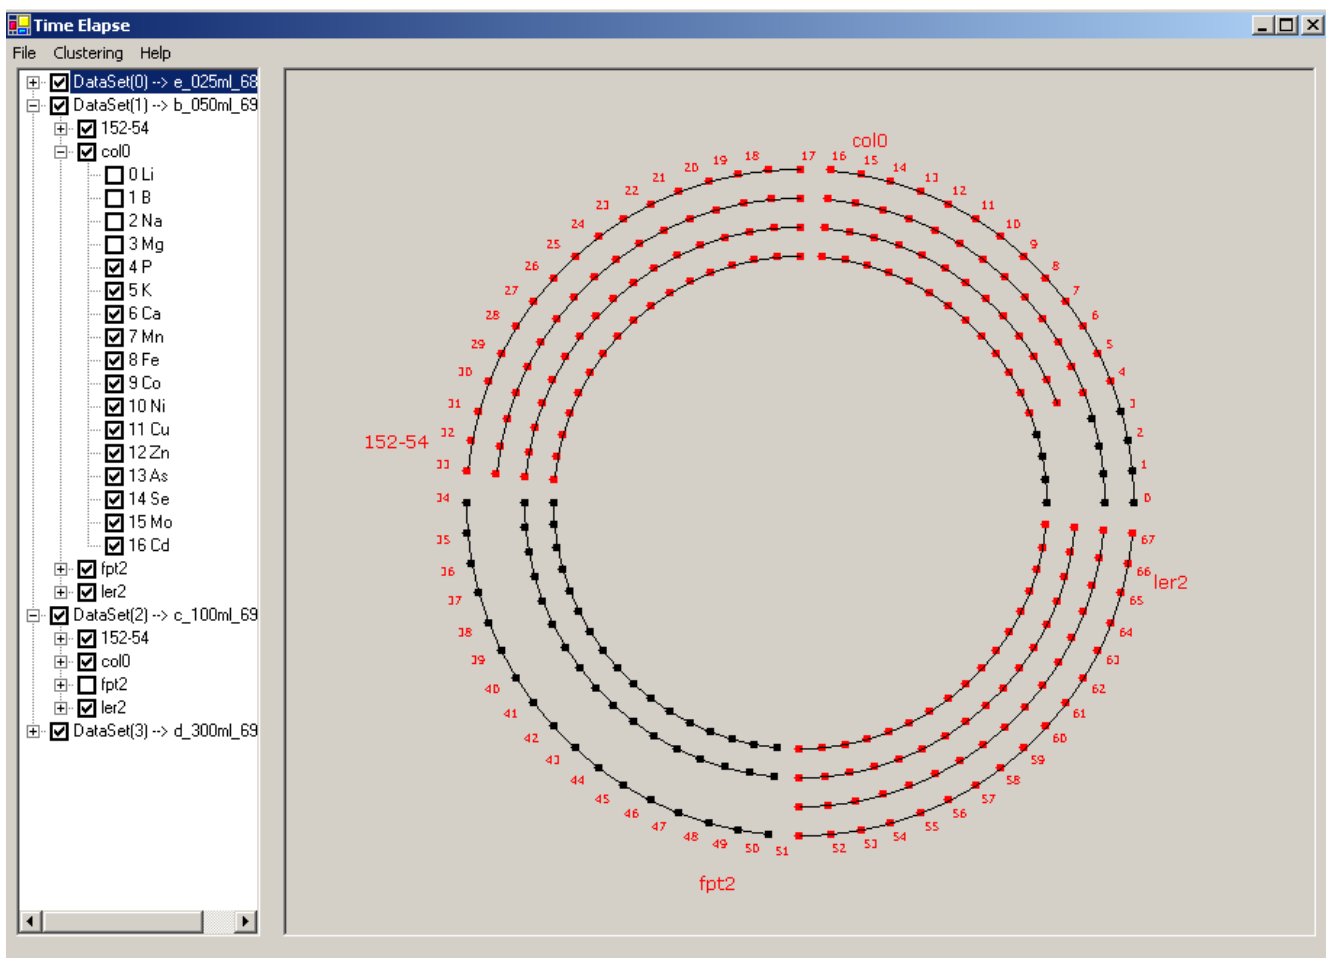 Time Elapse
File Clustering Help
DataSet(0) --> e_025ml_68
DataSet(1) --> b_050ml_69
152-54
col0
0 Li
1 B
2 Na
3 Mg
4 P
5 K
6 Ca
7 Mn
8 Fe
9 Co
10 Ni
11 Cu
12 Zn
13 As
14 Se
15 Mo
16 Cd
fpt2
ler2
DataSet(2) --> c_100ml_69
152-54
col0
fpt2
ler2
DataSet(3) --> d_300ml_69
col0
152-54
ler2
fpt2
0
1
2
3
4
5
6
7
8
9
10
11
12
13
14
15
16
17
18
19
20
21
22
23
24
25
26
27
28
29
30
31
32
33
34
35
36
37
38
39
40
41
42
43
44
45
46
47
48
49
50
51
52
53
54
55
56
57
58
59
60
61
62
63
64
65
66
67